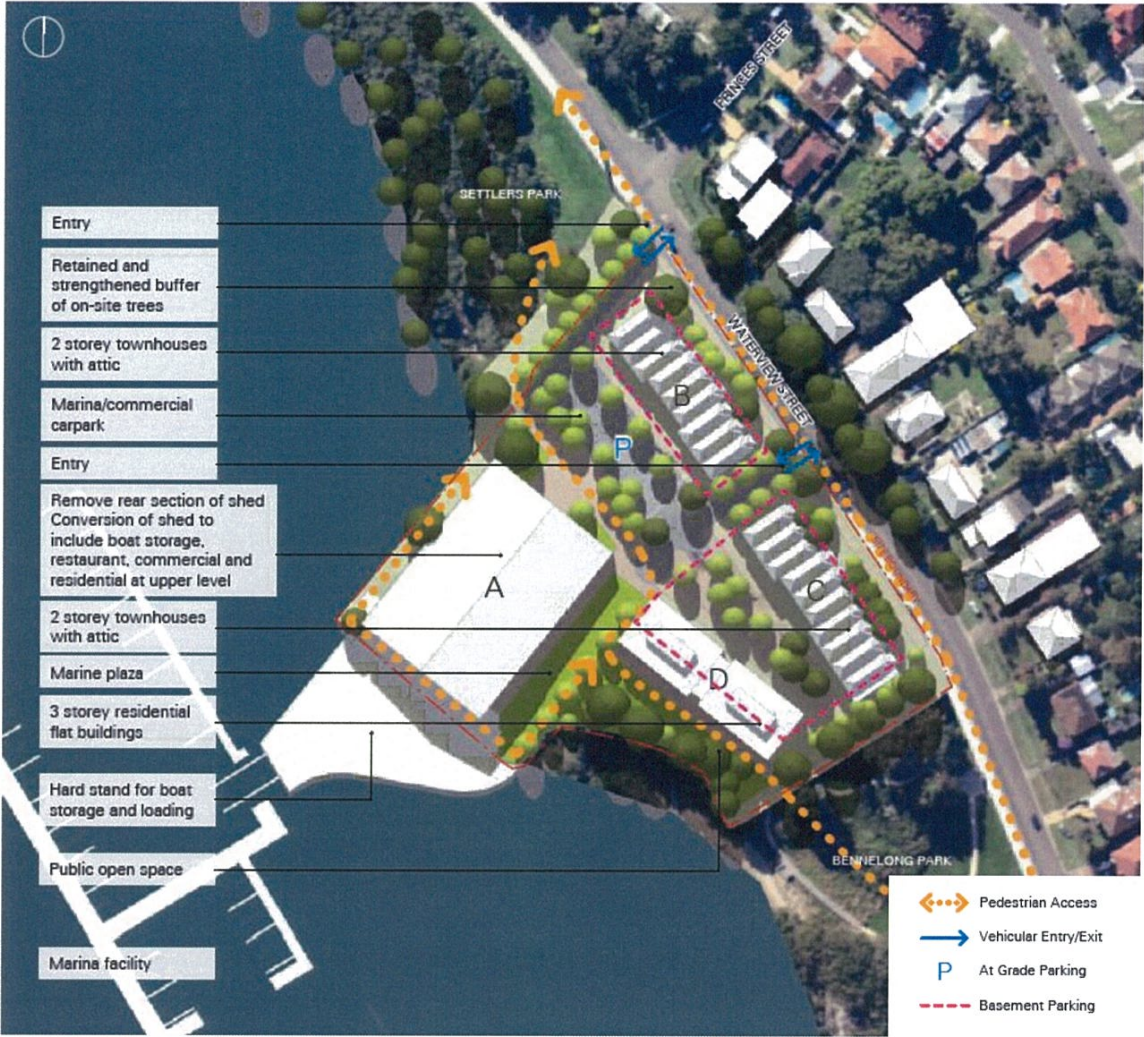 PRINCES STREET
SETTLERS PARK
Entry
Retained and
strengthened buffer
of on-site trees
2 storey townhouses
with attic
Marina/commercial
carpark
Entry
Remove rear section of shed
Conversion of shed to
include boat storage,
restaurant, commercial and
residential at upper level
2 storey townhouses
with attic
Marine plaza
3 storey residential
flat buildings
Hard stand for boat
storage and loading
Public open space
Marina facility
WATERVIEW STREET
B
P
A
C
D
BENNELONG PARK
Pedestrian Access
Vehicular Entry/Exit
P At Grade Parking
Basement Parking